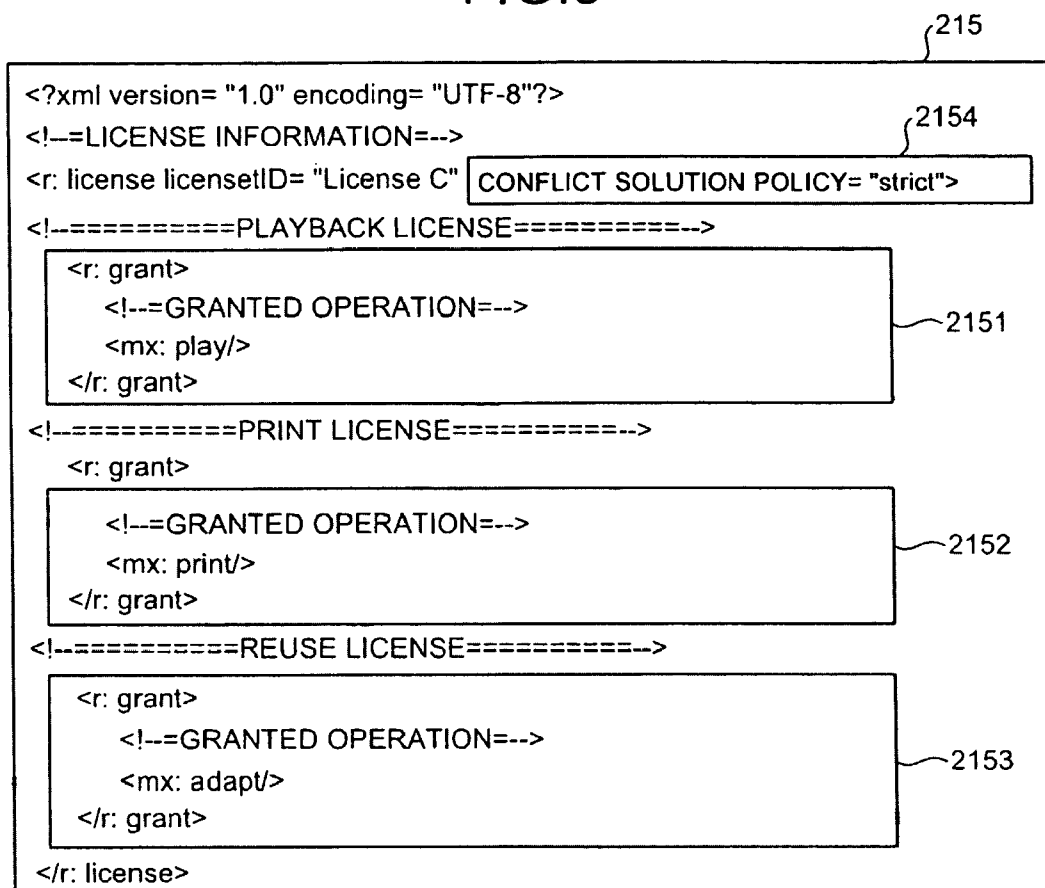 215
<?xml version= "1.0" encoding= "UTF-8"?>
<!--=LICENSE INFORMATION=-->
2154
<r: license licensetID= "License C" CONFLICT SOLUTION POLICY= "strict">
<!--==========PLAYBACK LICENSE==========-->
<r: grant>
<!--=GRANTED OPERATION=-->
2151
<mx: play/>
</r: grant>
<!--==========PRINT LICENSE==========-->
<r: grant>
<!--=GRANTED OPERATION=-->
2152
<mx: print/>
</r: grant>
<!--==========REUSE LICENSE==========-->
<r: grant>
<!--=GRANTED OPERATION=-->
2153
<mx: adapt/>
</r: grant>
</r: license>